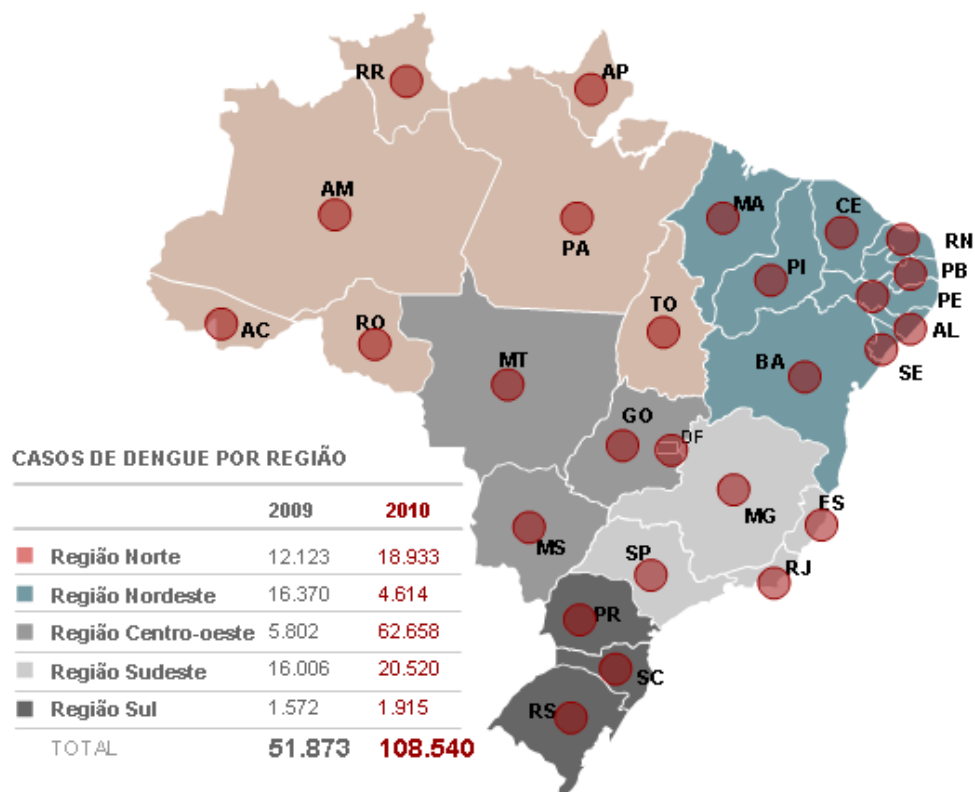 RR
AP
AM
PA
MA
CE
RN
PI
PB
PE
TO
AC
RO
AL
SE
BA
MT
GO
DF
CASOS DE DENGUE POR REGIÃO
2009 2010
Região Norte 12.123 18.933
Região Nordeste 16.370 4.614
Região Centro-oeste 5.802 62.658
Região Sudeste 16.006 20.520
Região Sul 1.572 1.915
TOTAL 51.873 108.540
MG
ES
MS
SP
RJ
PR
SC
RS